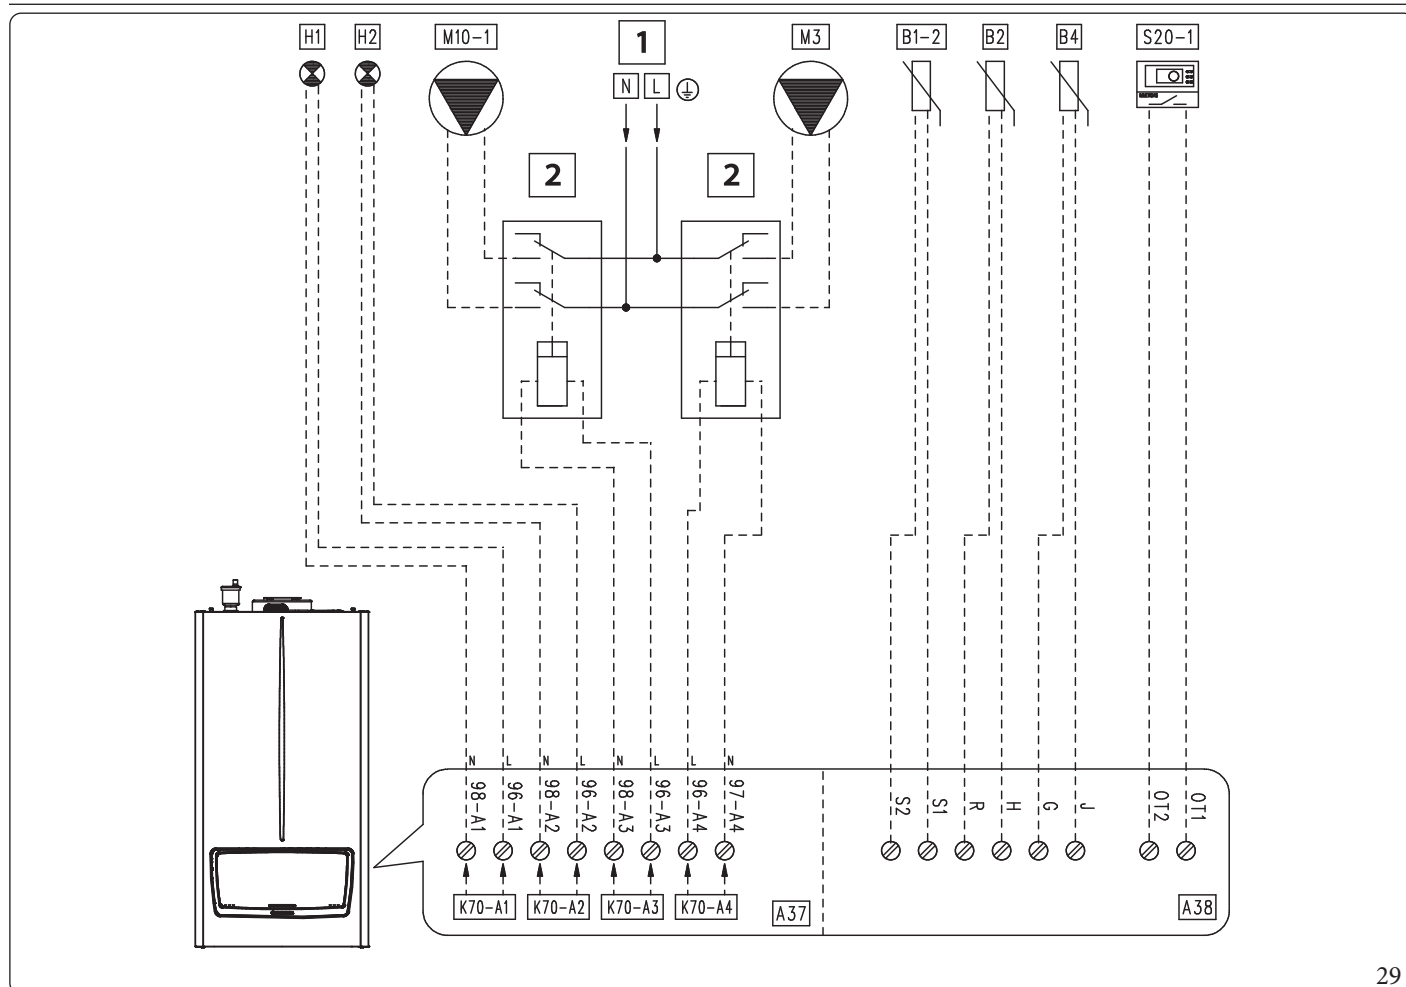 H1 H2 M10-1 1 M3 B1-2 B2 B4 S20-1
N L
2 2
N L N L N L L N
98-A1 96-A1 98-A2 96-A2 98-A3 96-A3 96-A4 97-A4 S2 S1 R H G J OT2 OT1
K70-A1 K70-A2 K70-A3 K70-A4 A37 A38
29